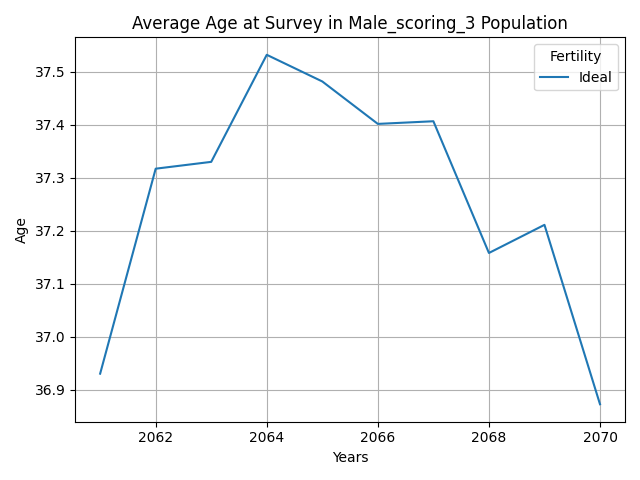 Average Age at Survey in Male_scoring_3 Population
Fertility
Ideal
37.5
37.4
37.3
37.2
37.1
37.0
36.9
Age
2062 2064 2066 2068 2070
Years